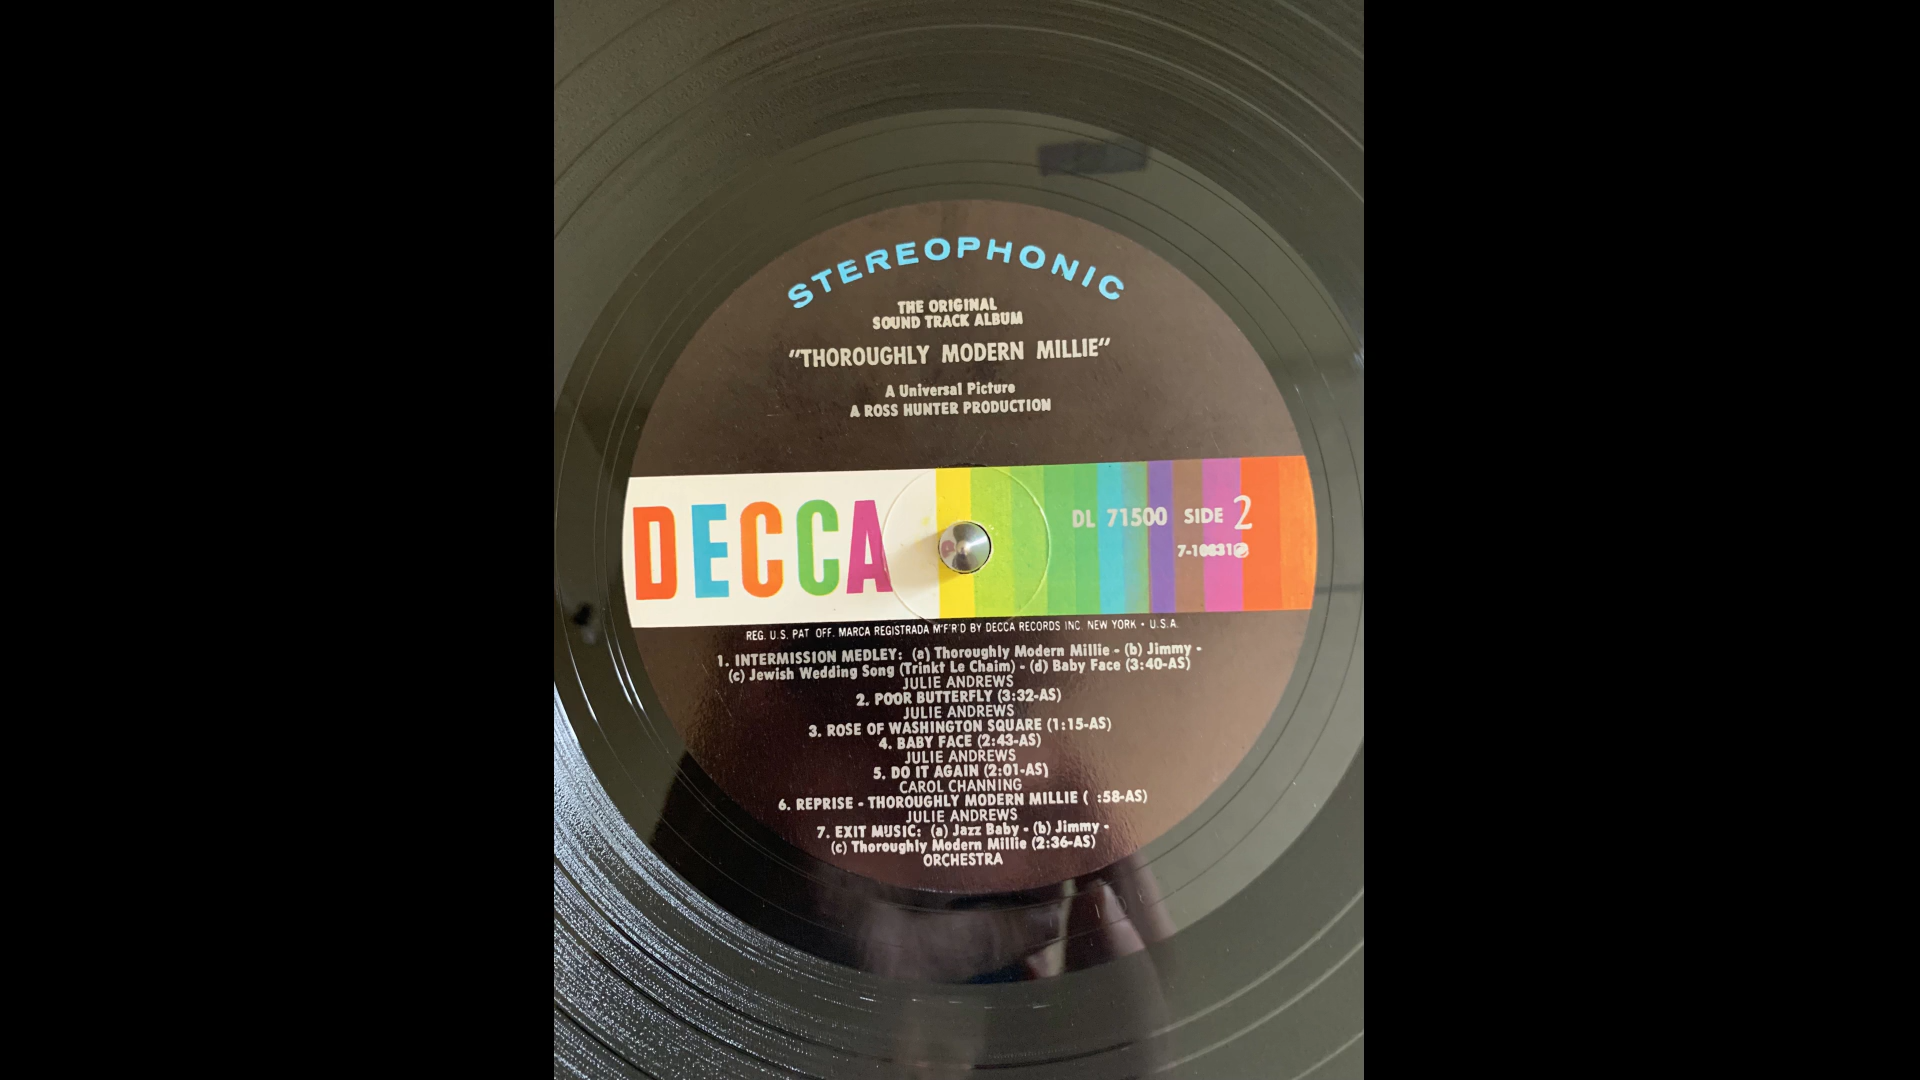 STEREOPHONIC
THE ORIGINAL
SOUND TRACK ALBUM
"THOROUGHLY MODERN MILLIE"
A Universal Picture
A ROSS HUNTER PRODUCTION
DECCA
DL 71500 SIDE 2
REG. U.S. PAT. OFF. MARCA REGISTRADA M'F'R'D BY DECCA RECORDS INC. NEW YORK • U.S.A.
1. INTERMISSION MEDLEY: (a) Thoroughly Modern Millie - (b) Jimmy -
(c) Jewish Wedding Song (Trinkt Le Chaim) - (d) Baby Face (3:40-AS)
JULIE ANDREWS
2. POOR BUTTERFLY (3:32-AS)
JULIE ANDREWS
3. ROSE OF WASHINGTON SQUARE (1:15-AS)
4. BABY FACE (2:43-AS)
JULIE ANDREWS
5. DO IT AGAIN (2:01-AS)
CAROL CHANNING
6. REPRISE - THOROUGHLY MODERN MILLIE ( :58-AS)
JULIE ANDREWS
7. EXIT MUSIC: (a) Jazz Baby - (b) Jimmy -
(c) Thoroughly Modern Millie (2:36-AS)
ORCHESTRA